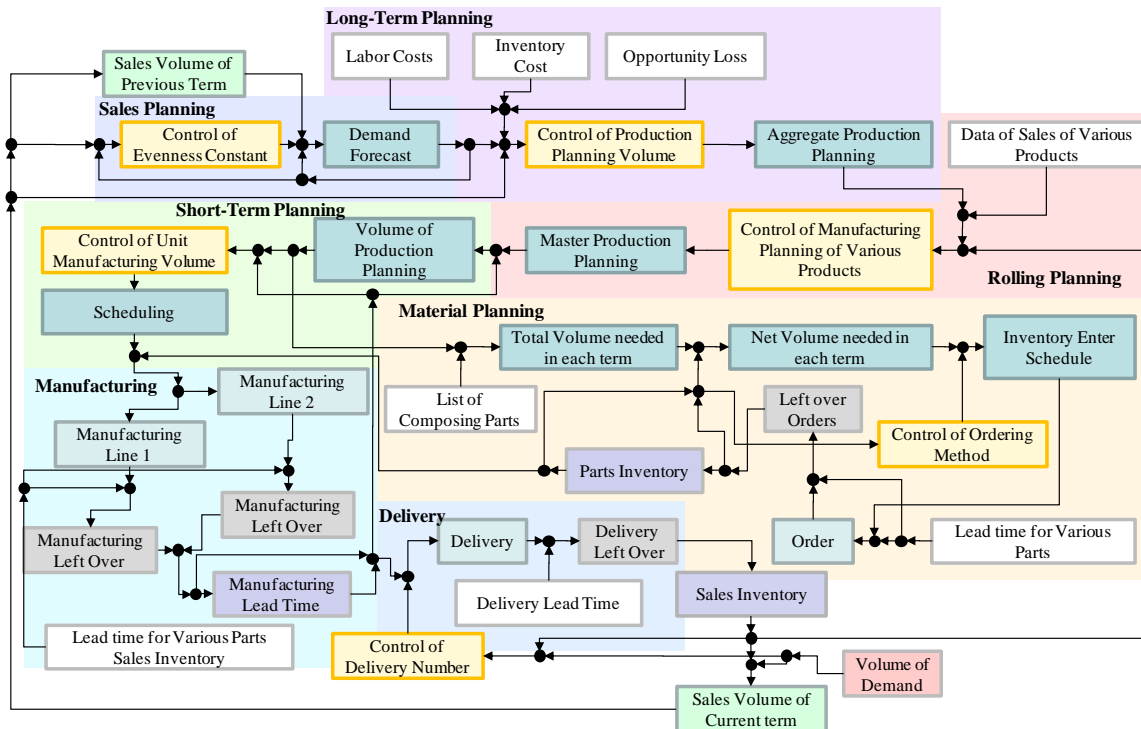 Long-Term Planning
Sales Volume of
Previous Term
Labor Costs
Inventory
Cost
Opportunity Loss
Sales Planning
Control of
Evenness Constant
Demand
Forecast
Control of Production
Planning Volume
Aggregate Production
Planning
Data of Sales of Various
Products
Short-Term Planning
Control of Unit
Manufacturing Volume
Volume of
Production
Planning
Master Production
Planning
Control of Manufacturing
Planning of Various
Products
Rolling Planning
Scheduling
Material Planning
Total Volume needed
in each term
Net Volume needed in
each term
Inventory Enter
Schedule
Manufacturing
Manufacturing
Line 2
List of
Composing Parts
Left over
Orders
Manufacturing
Line 1
Control of Ordering
Method
Parts Inventory
Manufacturing
Left Over
Manufacturing
Left Over
Delivery
Delivery
Delivery
Left Over
Order
Lead time for Various
Parts
Manufacturing
Lead Time
Delivery Lead Time
Sales Inventory
Lead time for Various Parts
Sales Inventory
Control of
Delivery Number
Volume of
Demand
Sales Volume of
Current term